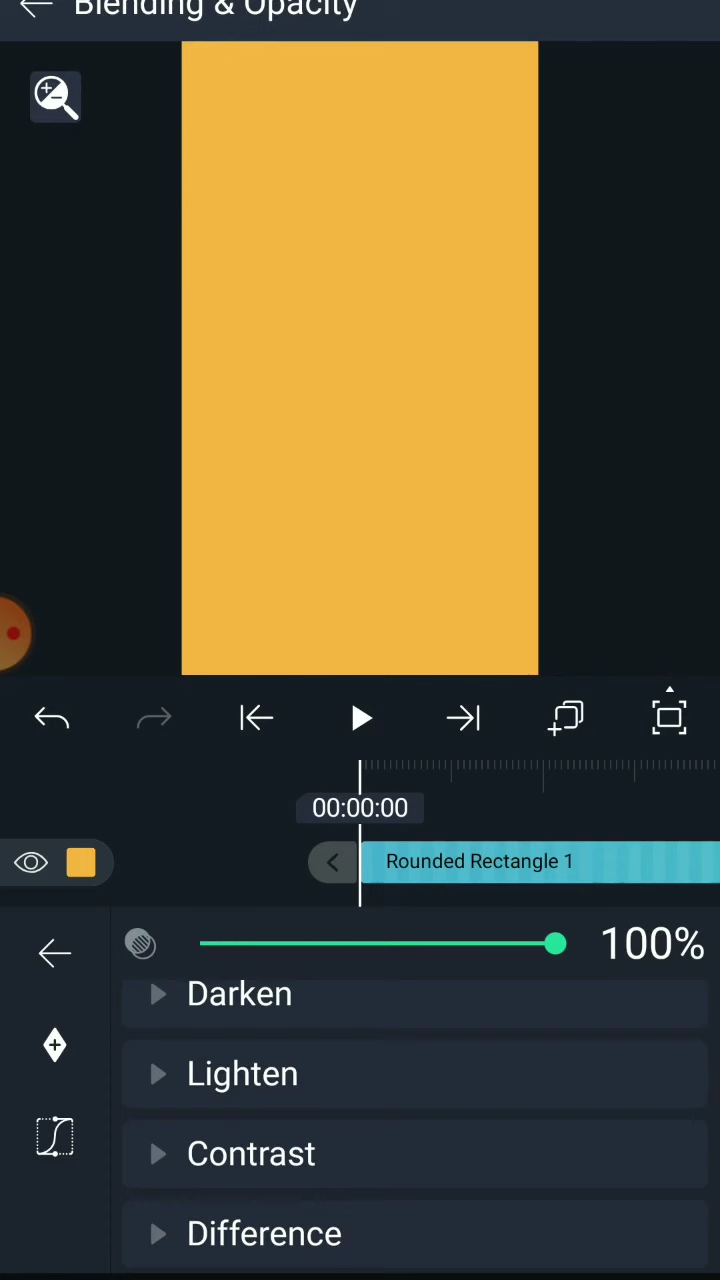 Blending & Opacity
00:00:00
Rounded Rectangle 1
100%
Darken
Lighten
Contrast
Difference